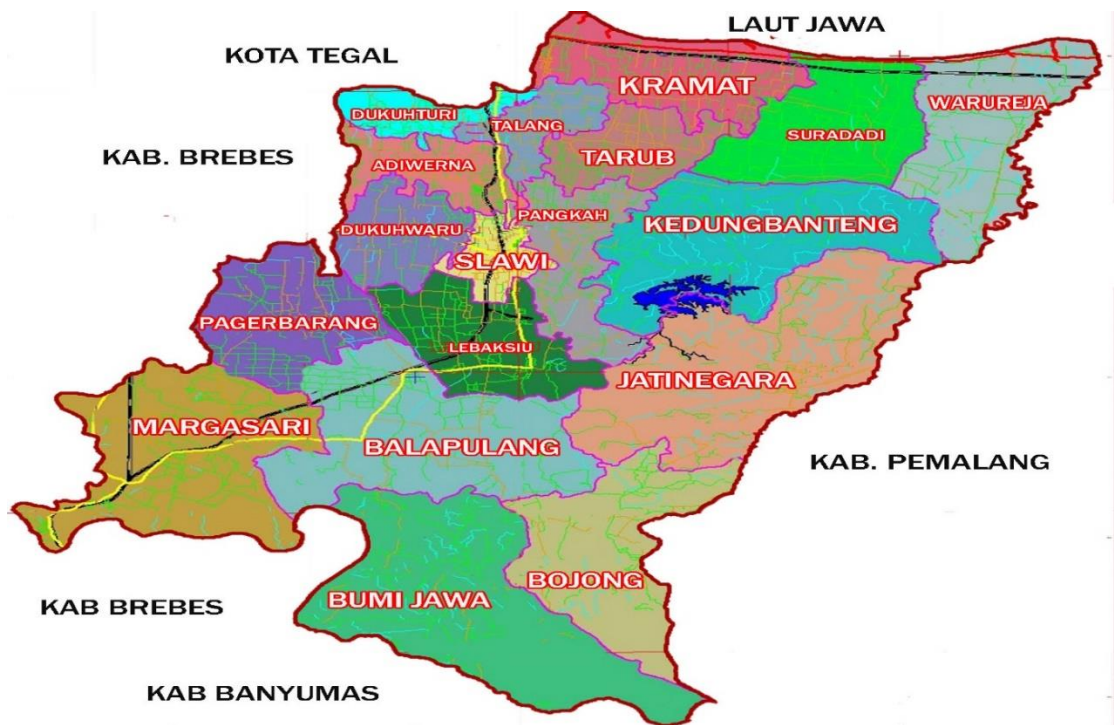 LAUT JAWA
KOTA TEGAL
KRAMAT
WARUREJA
DUKUHTURI
TALANG
SURADADI
KAB. BREBES
ADIWERNA
TARUB
PANGKAH
DUKUHWARU
KEDUNGBANTENG
SLAWI
PAGERBARANG
LEBAKSIU
JATINEGARA
MARGASARI
BALAPULANG
KAB. PEMALANG
BOJONG
BUMI JAWA
KAB BREBES
KAB BANYUMAS